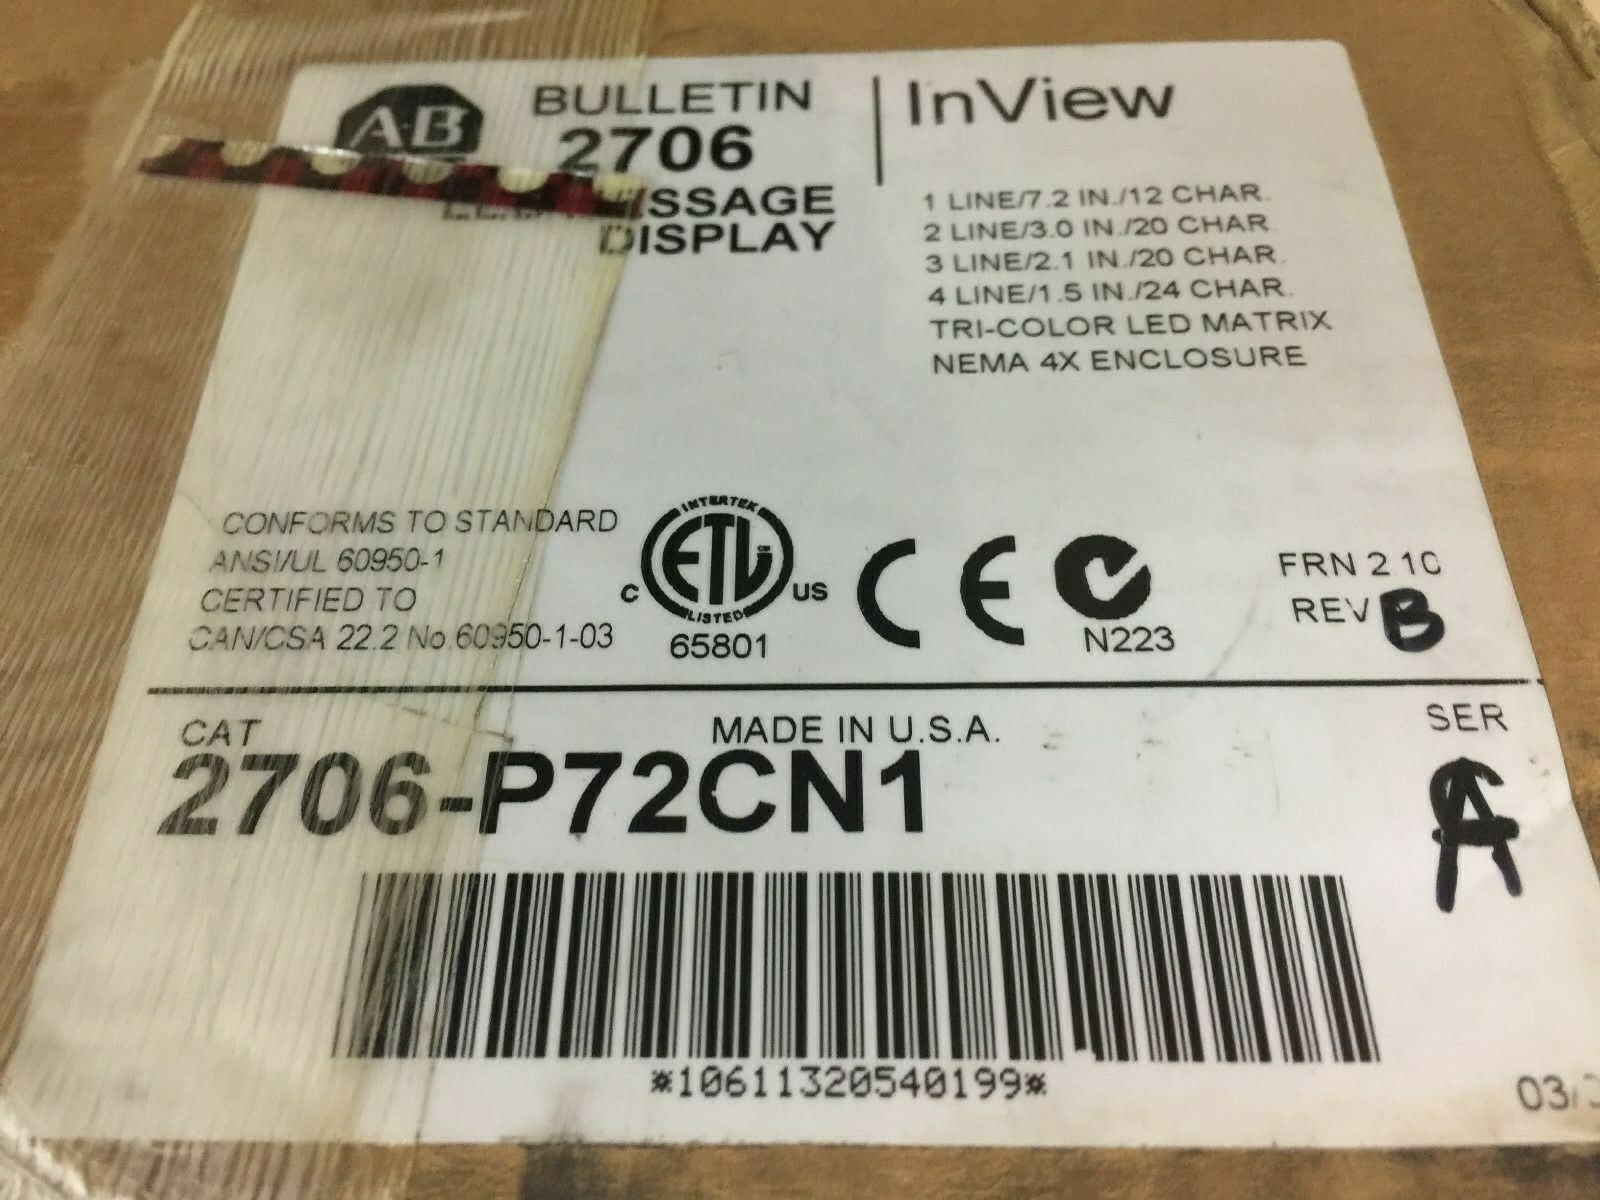 A-B
BULLETIN
2706
MESSAGE
DISPLAY
InView
1 LINE/7.2 IN./12 CHAR.
2 LINE/3.0 IN./20 CHAR.
3 LINE/2.1 IN./20 CHAR.
4 LINE/1.5 IN./24 CHAR.
TRI-COLOR LED MATRIX
NEMA 4X ENCLOSURE
CONFORMS TO STANDARD
ANSI/UL 60950-1
CERTIFIED TO
CAN/CSA 22.2 No.60950-1-03
INTERTEK
C ETL US
LISTED
65801
CE
N223
FRN 2.10
REV B
CAT
MADE IN U.S.A.
SER
2706-P72CN1
A
*10611320540199*
03/